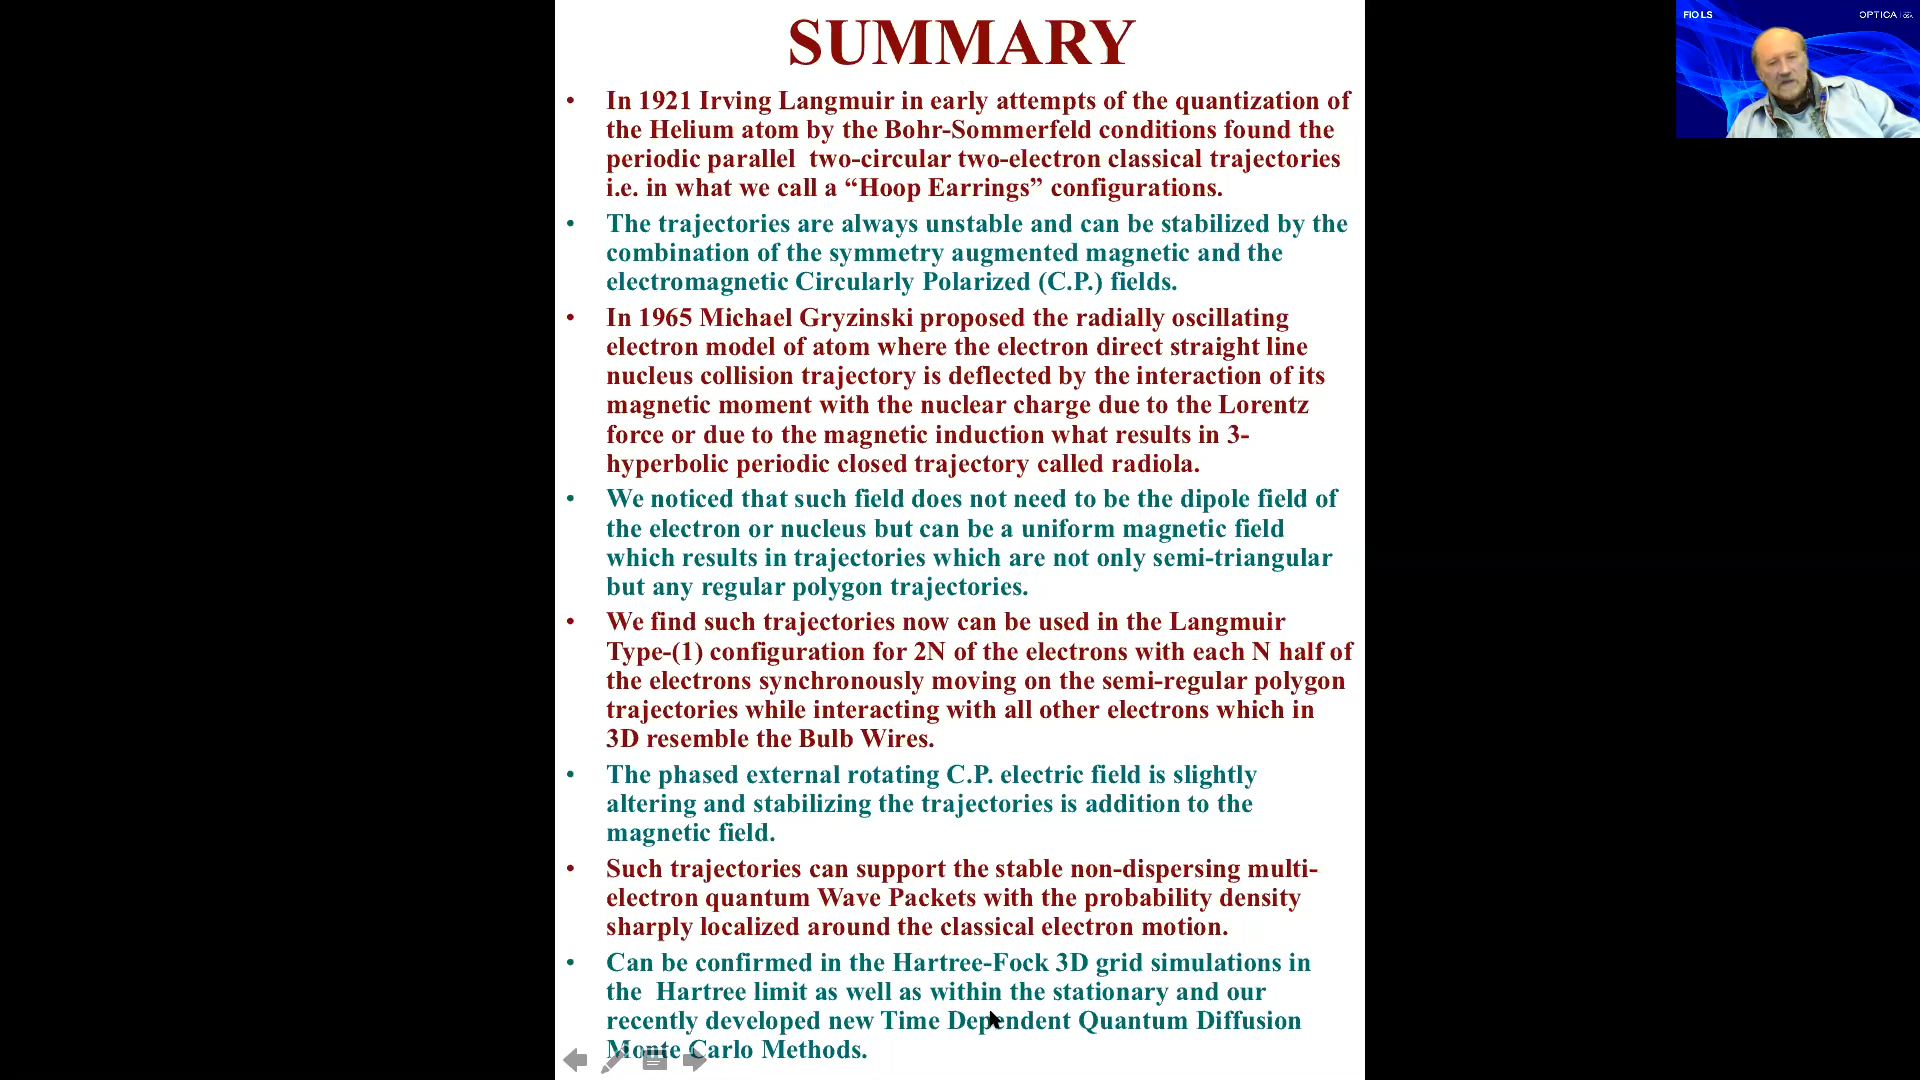 SUMMARY
• In 1921 Irving Langmuir in early attempts of the quantization of
the Helium atom by the Bohr-Sommerfeld conditions found the
periodic parallel two-circular two-electron classical trajectories
i.e. in what we call a “Hoop Earrings” configurations.
• The trajectories are always unstable and can be stabilized by the
combination of the symmetry augmented magnetic and the
electromagnetic Circularly Polarized (C.P.) fields.
• In 1965 Michael Gryzinski proposed the radially oscillating
electron model of atom where the electron direct straight line
nucleus collision trajectory is deflected by the interaction of its
magnetic moment with the nuclear charge due to the Lorentz
force or due to the magnetic induction what results in 3-
hyperbolic periodic closed trajectory called radiola.
• We noticed that such field does not need to be the dipole field of
the electron or nucleus but can be a uniform magnetic field
which results in trajectories which are not only semi-triangular
but any regular polygon trajectories.
• We find such trajectories now can be used in the Langmuir
Type-(1) configuration for 2N of the electrons with each N half of
the electrons synchronously moving on the semi-regular polygon
trajectories while interacting with all other electrons which in
3D resemble the Bulb Wires.
• The phased external rotating C.P. electric field is slightly
altering and stabilizing the trajectories is addition to the
magnetic field.
• Such trajectories can support the stable non-dispersing multi-
electron quantum Wave Packets with the probability density
sharply localized around the classical electron motion.
• Can be confirmed in the Hartree-Fock 3D grid simulations in
the Hartree limit as well as within the stationary and our
recently developed new Time Dependent Quantum Diffusion
Monte Carlo Methods.
FIO LS
OPTICA